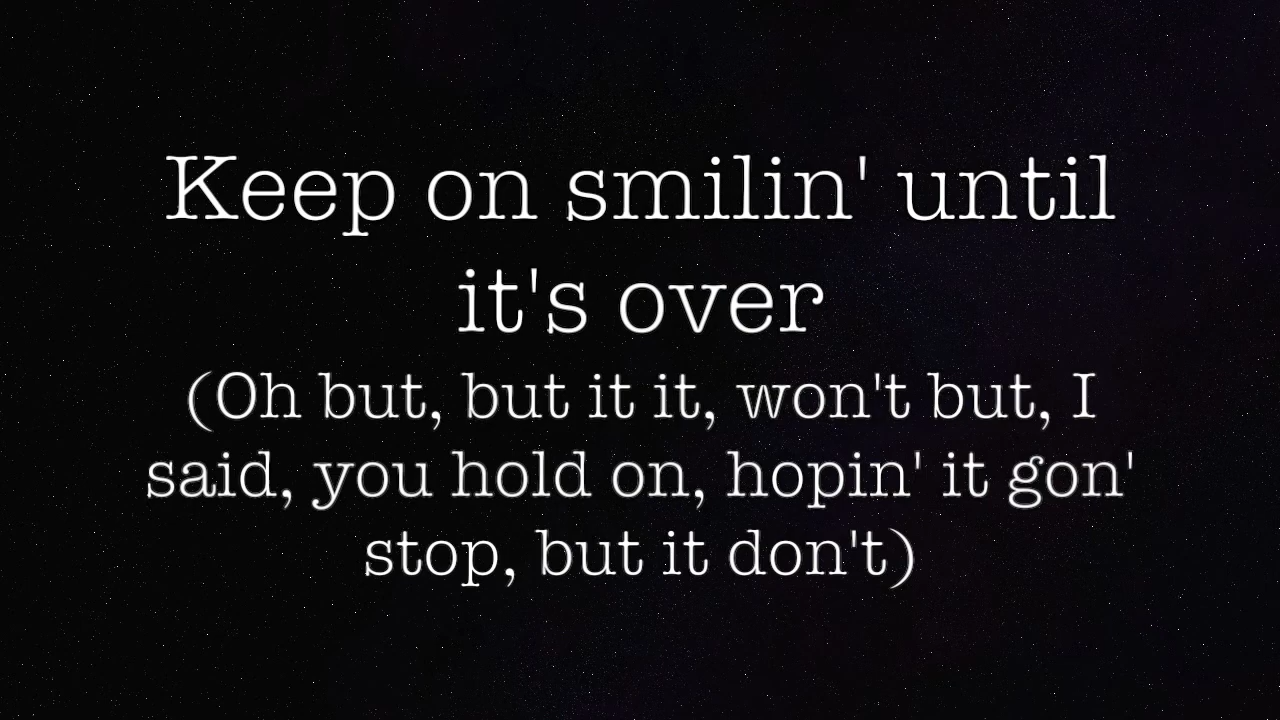 Keep on smilin' until
it's over
(Oh but, but it it, won't but, I
said, you hold on, hopin' it gon'
stop, but it don't)